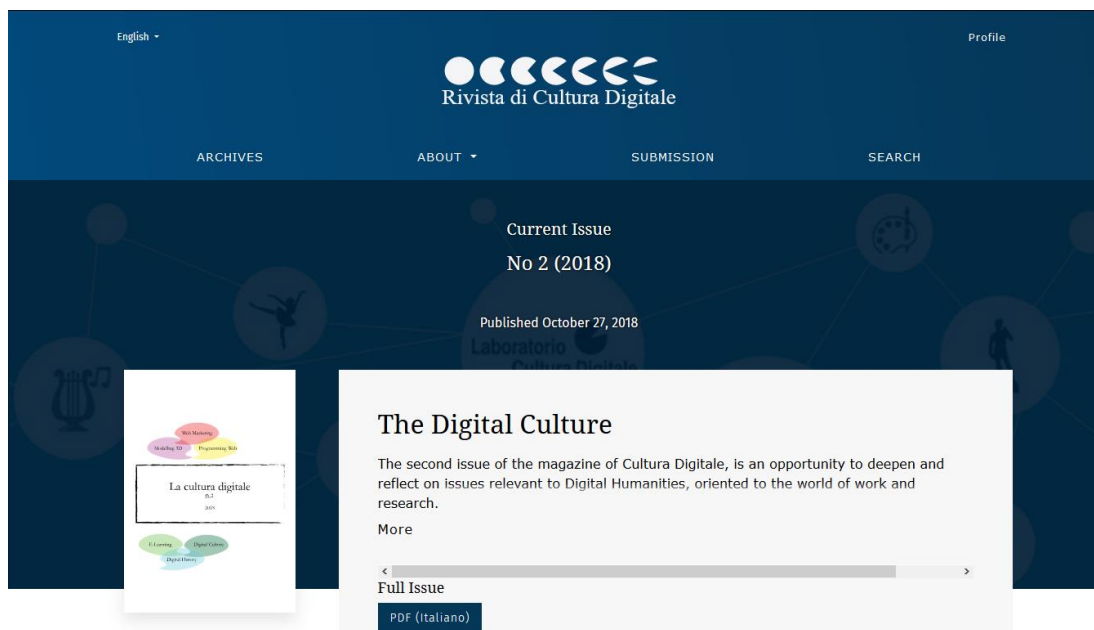 English
Profile
Rivista di Cultura Digitale
ARCHIVES
ABOUT
SUBMISSION
SEARCH
Current Issue
No 2 (2018)
Published October 27, 2018
Laboratorio
Cultura Digitale
Web Marketing
Modelling 3D
Programming Web
La cultura digitale
n.2
2018
E-Learning
Digital Culture
Digital History
The Digital Culture
The second issue of the magazine of Cultura Digitale, is an opportunity to deepen and
reflect on issues relevant to Digital Humanities, oriented to the world of work and
research.
More
Full Issue
PDF (Italiano)